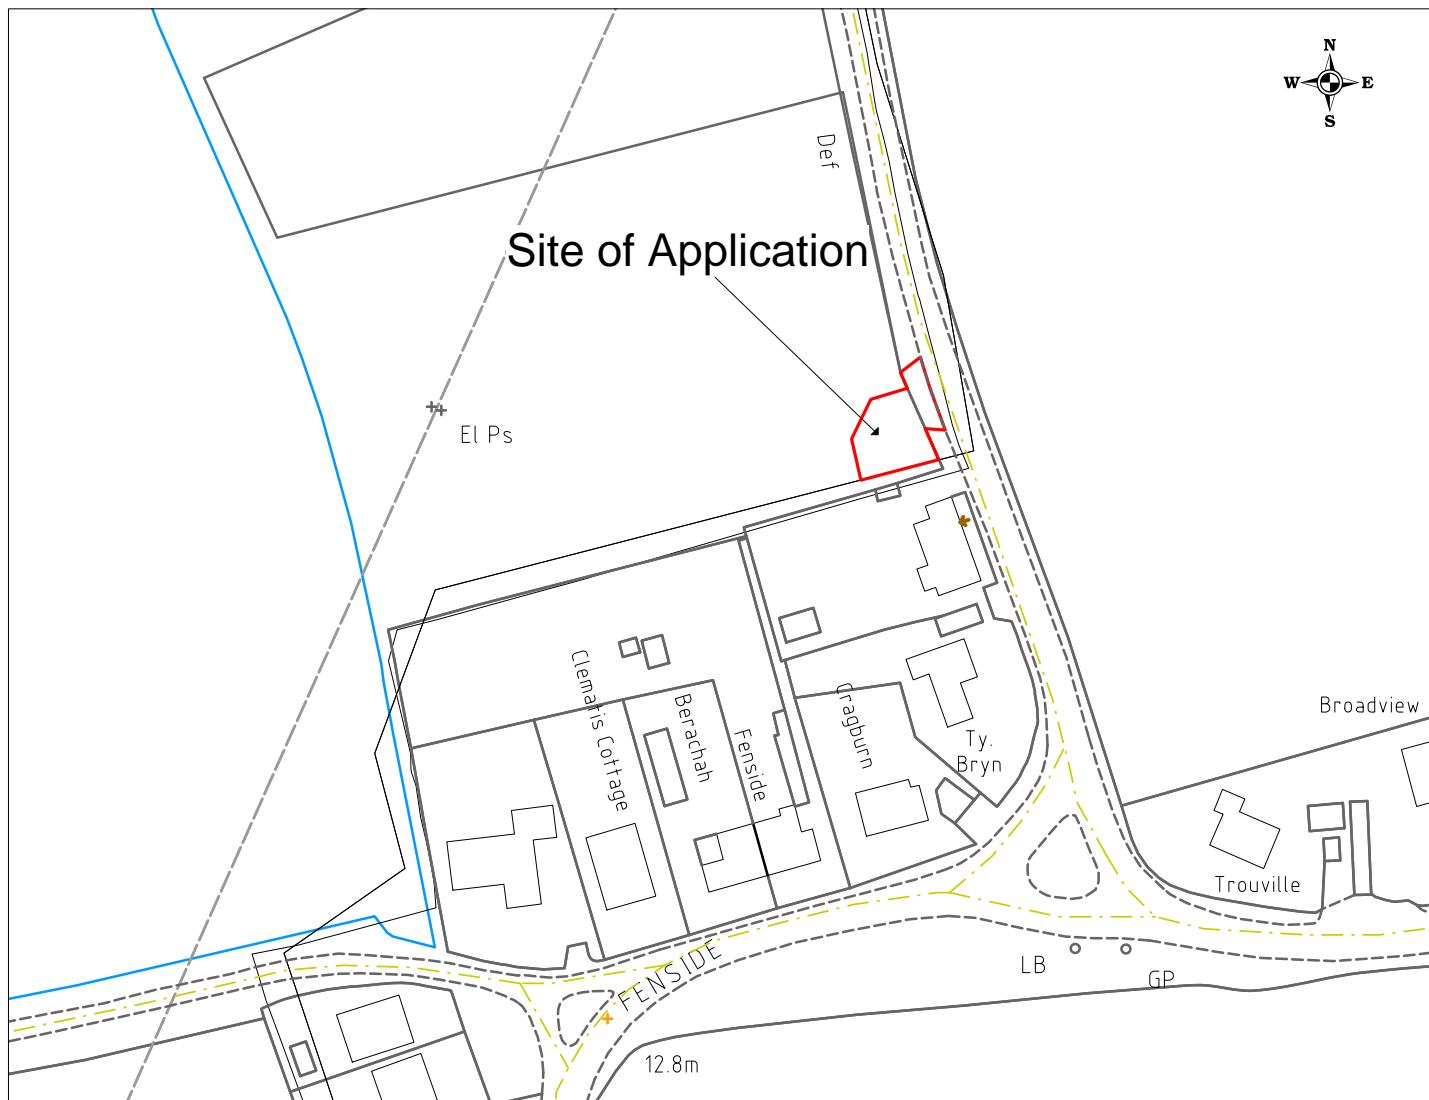 N
W E
S
Def
Site of Application
El Ps
Clematis Cottage
Berachah
Fenside
Cragburn
Ty.
Bryn
Broadview
Trouville
FENSIDE
LB
GP
12.8m